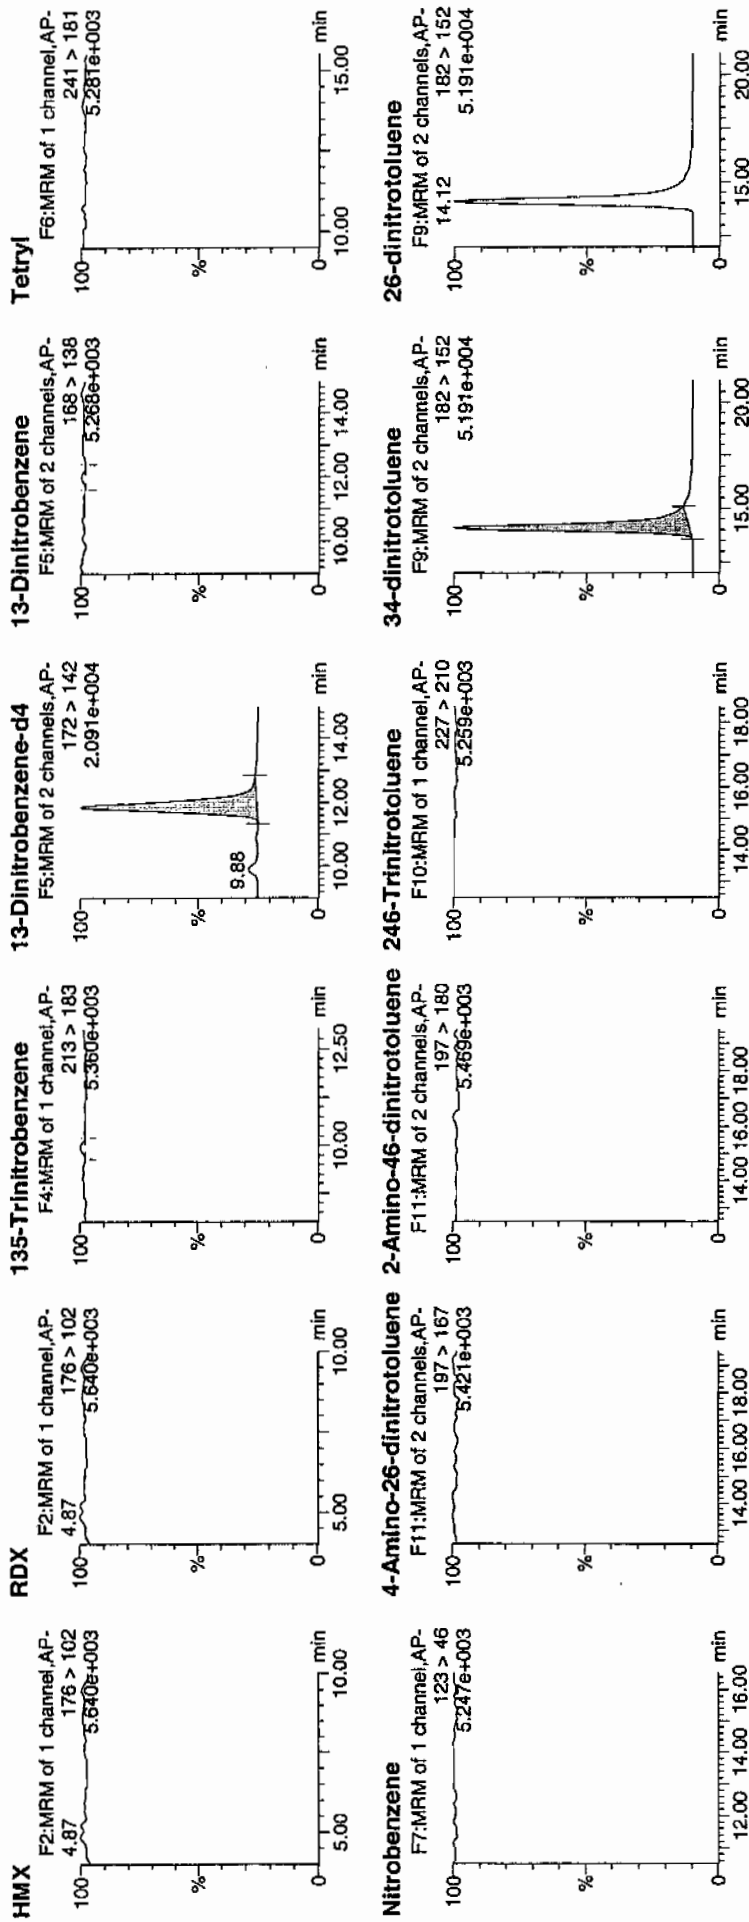 HMX
F2:MRM of 1 channel,AP-
176 > 102
5.640e+003
4.87
100
%
0
5.00
10.00
min
RDX
F2:MRM of 1 channel,AP-
176 > 102
5.640e+003
4.87
100
%
0
5.00
10.00
min
135-Trinitrobenzene
F4:MRM of 1 channel,AP-
213 > 183
5.360e+003
100
%
0
10.00
12.50
min
13-Dinitrobenzene-d4
F5:MRM of 2 channels,AP-
172 > 142
2.091e+004
100
%
9.88
0
10.00
12.00
14.00
min
13-Dinitrobenzene
F5:MRM of 2 channels,AP-
168 > 138
5.268e+003
100
%
0
10.00
12.00
14.00
min
Tetryl
F6:MRM of 1 channel,AP-
241 > 181
5.281e+003
100
%
0
10.00
15.00
min
Nitrobenzene
F7:MRM of 1 channel,AP-
123 > 46
5.247e+003
100
%
0
12.00
14.00
16.00
min
4-Amino-26-dinitrotoluene
F11:MRM of 2 channels,AP-
197 > 167
5.421e+003
100
%
0
14.00
16.00
18.00
min
2-Amino-46-dinitrotoluene
F11:MRM of 2 channels,AP-
197 > 180
5.469e+003
100
%
0
14.00
16.00
18.00
min
246-Trinitrotoluene
F10:MRM of 1 channel,AP-
227 > 210
5.259e+003
100
%
0
14.00
16.00
18.00
min
34-dinitrotoluene
F9:MRM of 2 channels,AP-
182 > 152
5.191e+004
100
%
0
15.00
20.00
min
26-dinitrotoluene
F9:MRM of 2 channels,AP-
14.12
182 > 152
5.191e+004
100
%
0
15.00
20.00
min